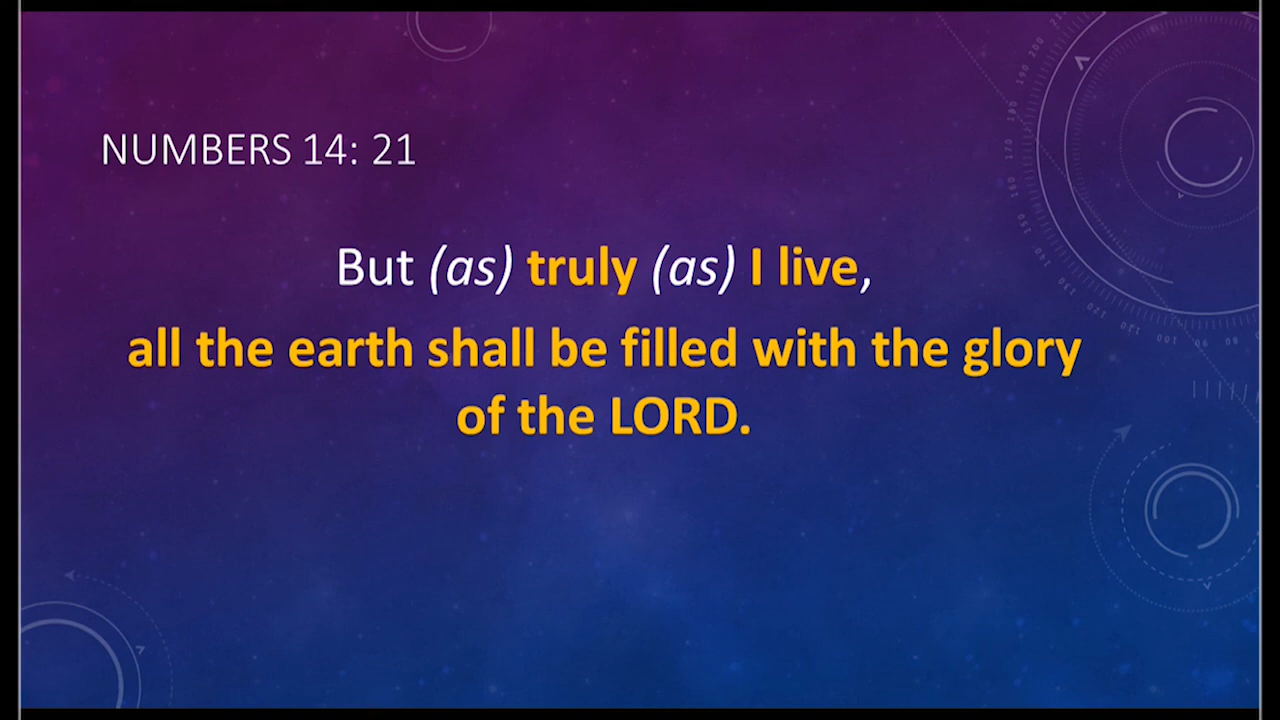 NUMBERS 14: 21
But (as) truly (as) I live,
all the earth shall be filled with the glory
of the LORD.